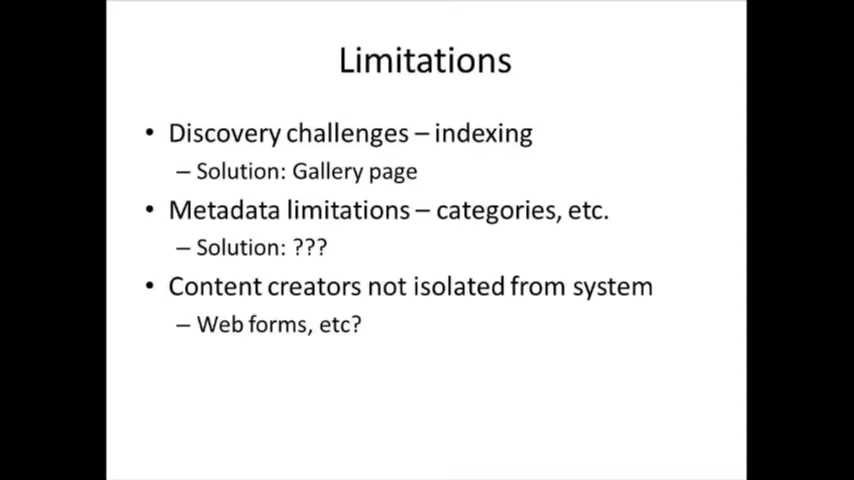 Limitations
• Discovery challenges – indexing
– Solution: Gallery page
• Metadata limitations – categories, etc.
– Solution: ???
• Content creators not isolated from system
– Web forms, etc?